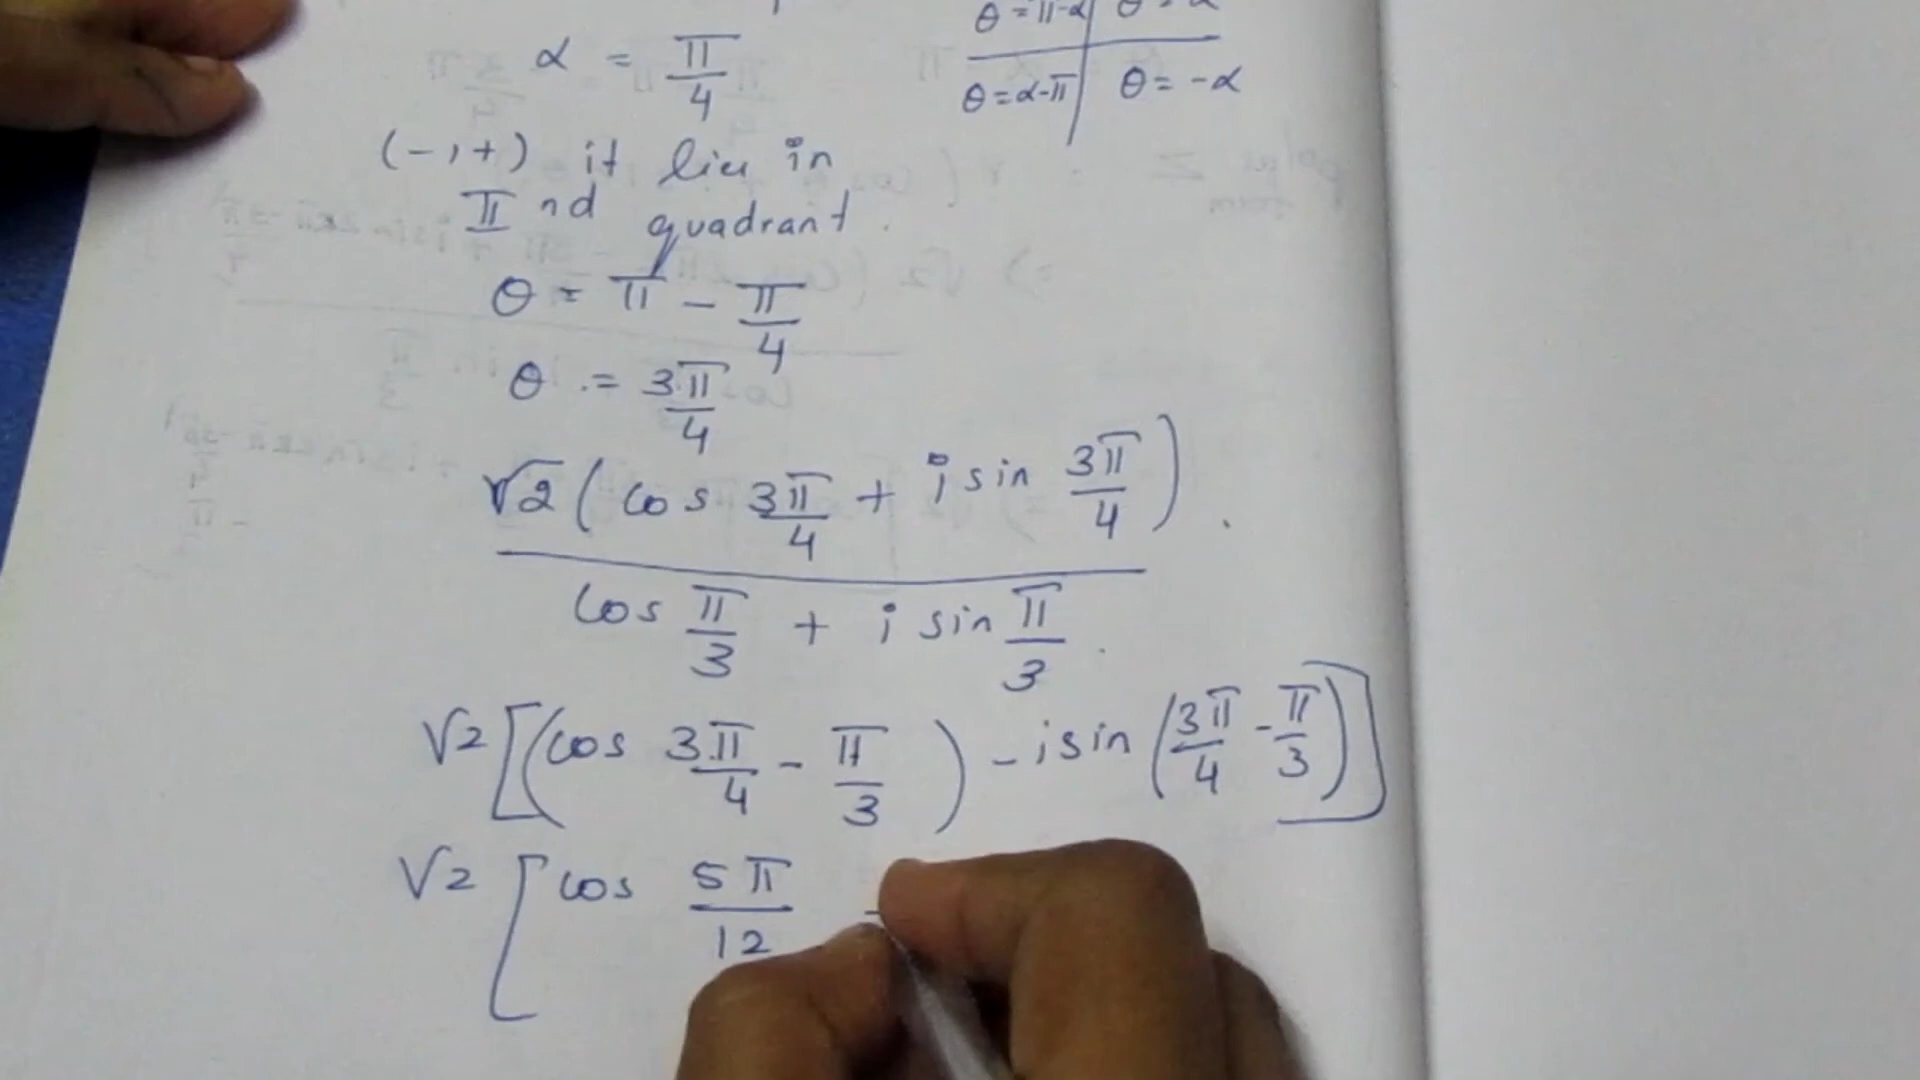 θ = π-α | θ = α
α = π/4
θ = α-π | θ = -α
(-,+) it lies in
II nd quadrant.
θ = π - π/4
θ = 3π/4
√2 ( cos 3π/4 + i sin 3π/4 )
cos π/3 + i sin π/3
√2 [(cos 3π/4 - π/3 ) - i sin (3π/4 - π/3)]
√2 [ cos 5π/12